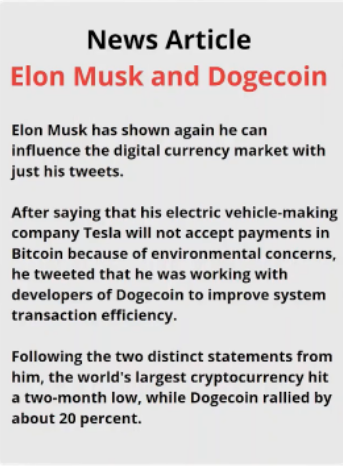 News Article
Elon Musk and Dogecoin
Elon Musk has shown again he can
influence the digital currency market with
just his tweets.
After saying that his electric vehicle-making
company Tesla will not accept payments in
Bitcoin because of environmental concerns,
he tweeted that he was working with
developers of Dogecoin to improve system
transaction efficiency.
Following the two distinct statements from
him, the world's largest cryptocurrency hit
a two-month low, while Dogecoin rallied by
about 20 percent.